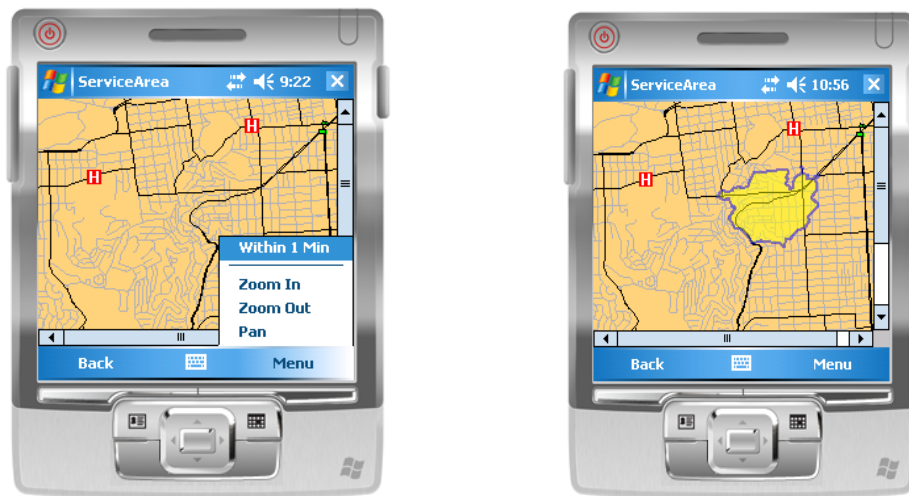 ServiceArea 9:22
H
H
Within 1 Min
Zoom In
Zoom Out
Pan
Back Menu
ServiceArea 10:56
H
H
Back Menu